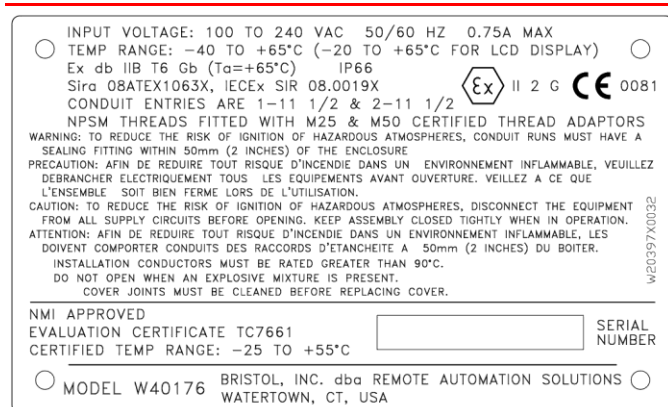 INPUT VOLTAGE: 100 TO 240 VAC 50/60 HZ 0.75A MAX
TEMP RANGE: -40 TO +65°C (-20 TO +65°C FOR LCD DISPLAY)
Ex db IIB T6 Gb (Ta=+65°C) IP66
Sira 08ATEX1063X, IECEx SIR 08.0019X
Ex II 2 G CE 0081
CONDUIT ENTRIES ARE 1-11 1/2 & 2-11 1/2
NPSM THREADS FITTED WITH M25 & M50 CERTIFIED THREAD ADAPTORS
WARNING: TO REDUCE THE RISK OF IGNITION OF HAZARDOUS ATMOSPHERES, CONDUIT RUNS MUST HAVE A
SEALING FITTING WITHIN 50mm (2 INCHES) OF THE ENCLOSURE
PRECAUTION: AFIN DE REDUIRE TOUT RISQUE D'INCENDIE DANS UN ENVIRONNEMENT INFLAMMABLE, VEUILLEZ
DEBRANCHER ELECTRIQUEMENT TOUS LES EQUIPEMENTS AVANT OUVERTURE. VEILLEZ A CE QUE
L'ENSEMBLE SOIT BIEN FERME LORS DE L'UTILISATION.
CAUTION: TO REDUCE THE RISK OF IGNITION OF HAZARDOUS ATMOSPHERES, DISCONNECT THE EQUIPMENT
FROM ALL SUPPLY CIRCUITS BEFORE OPENING. KEEP ASSEMBLY CLOSED TIGHTLY WHEN IN OPERATION.
ATTENTION: AFIN DE REDUIRE TOUT RISQUE D'INCENDIE DANS UN ENVIRONNEMENT INFLAMMABLE, LES
DOIVENT COMPORTER CONDUITS DES RACCORDS D'ETANCHEITE A 50mm (2 INCHES) DU BOITER.
INSTALLATION CONDUCTORS MUST BE RATED GREATER THAN 90°C.
DO NOT OPEN WHEN AN EXPLOSIVE MIXTURE IS PRESENT.
COVER JOINTS MUST BE CLEANED BEFORE REPLACING COVER.
W20397X0032
NMI APPROVED
EVALUATION CERTIFICATE TC7661
CERTIFIED TEMP RANGE: -25 TO +55°C
SERIAL
NUMBER
MODEL W40176
BRISTOL, INC. dba REMOTE AUTOMATION SOLUTIONS
WATERTOWN, CT, USA